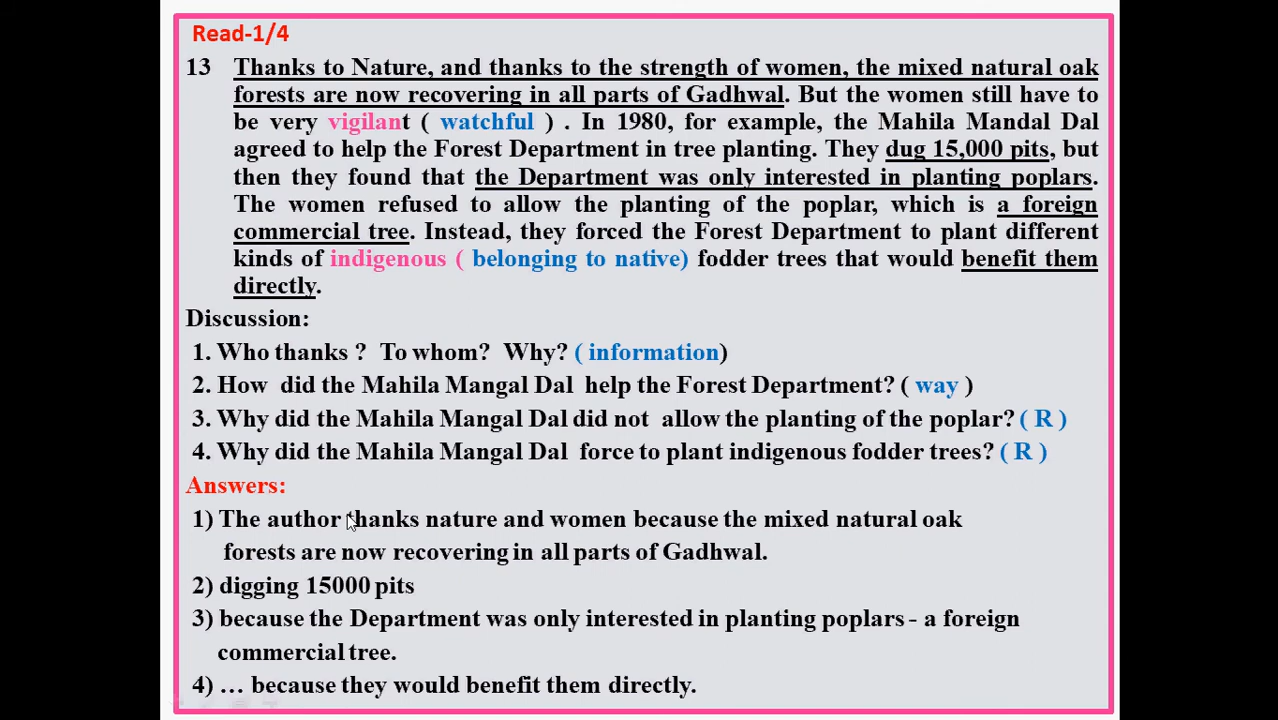 Read-1/4
13 Thanks to Nature, and thanks to the strength of women, the mixed natural oak
forests are now recovering in all parts of Gadhwal. But the women still have to
be very vigilant ( watchful ) . In 1980, for example, the Mahila Mandal Dal
agreed to help the Forest Department in tree planting. They dug 15,000 pits, but
then they found that the Department was only interested in planting poplars.
The women refused to allow the planting of the poplar, which is a foreign
commercial tree. Instead, they forced the Forest Department to plant different
kinds of indigenous ( belonging to native) fodder trees that would benefit them
directly.
Discussion:
1. Who thanks ? To whom? Why? ( information)
2. How did the Mahila Mangal Dal help the Forest Department? ( way )
3. Why did the Mahila Mangal Dal did not allow the planting of the poplar? ( R )
4. Why did the Mahila Mangal Dal force to plant indigenous fodder trees? ( R )
Answers:
1) The author thanks nature and women because the mixed natural oak
forests are now recovering in all parts of Gadhwal.
2) digging 15000 pits
3) because the Department was only interested in planting poplars - a foreign
commercial tree.
4) … because they would benefit them directly.